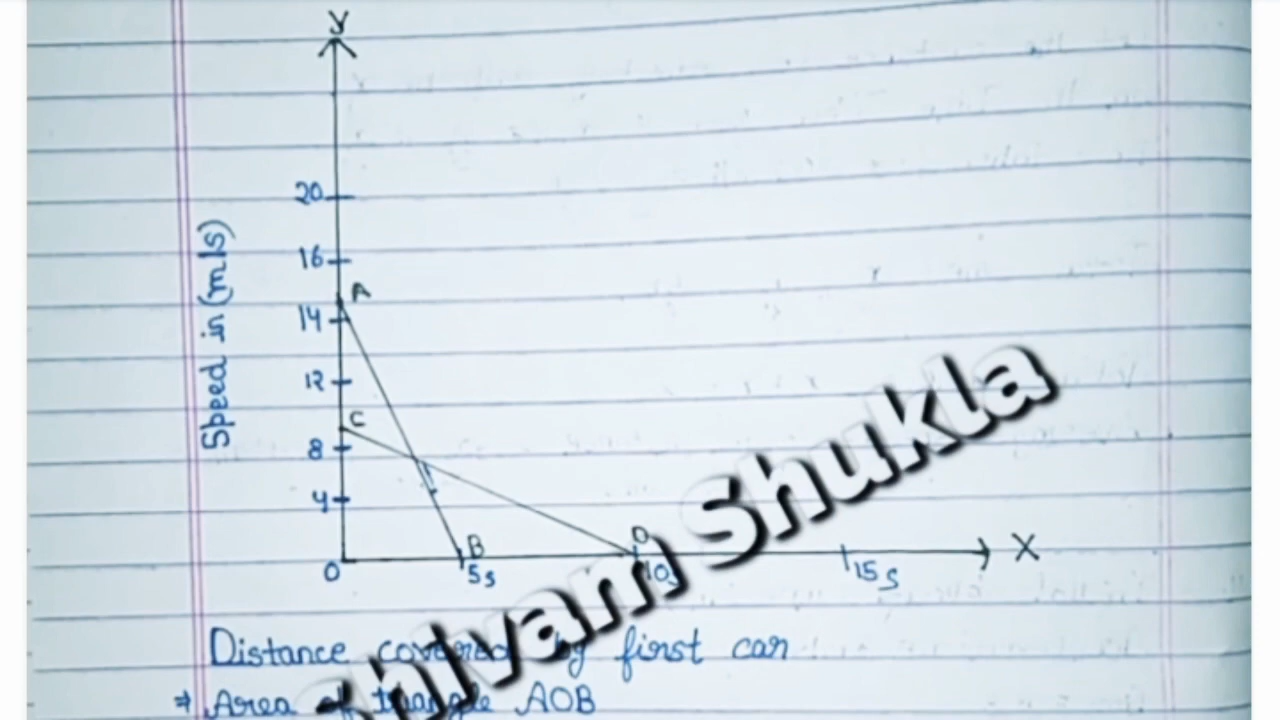 Y
20
16
Speed in (m/s)
A
14
12
C
8
4
B
D
0
5s
10s
15s
X
Distance covered by first car
⇒ Area of triangle AOB
Shivam Shukla